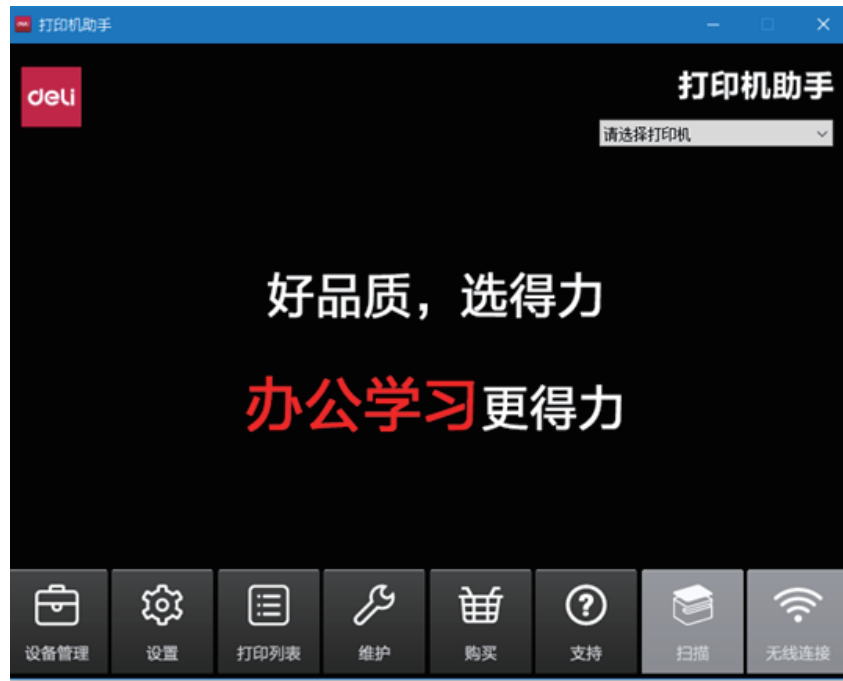 打印机助手
deli
打印机助手
请选择打印机
好品质，选得力
办公学习更得力
设备管理
设置
打印列表
维护
购买
支持
扫描
无线连接